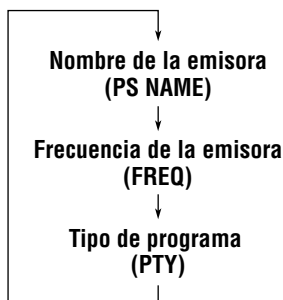 Nombre de la emisora
(PS NAME)
Frecuencia de la emisora
(FREQ)
Tipo de programa
(PTY)